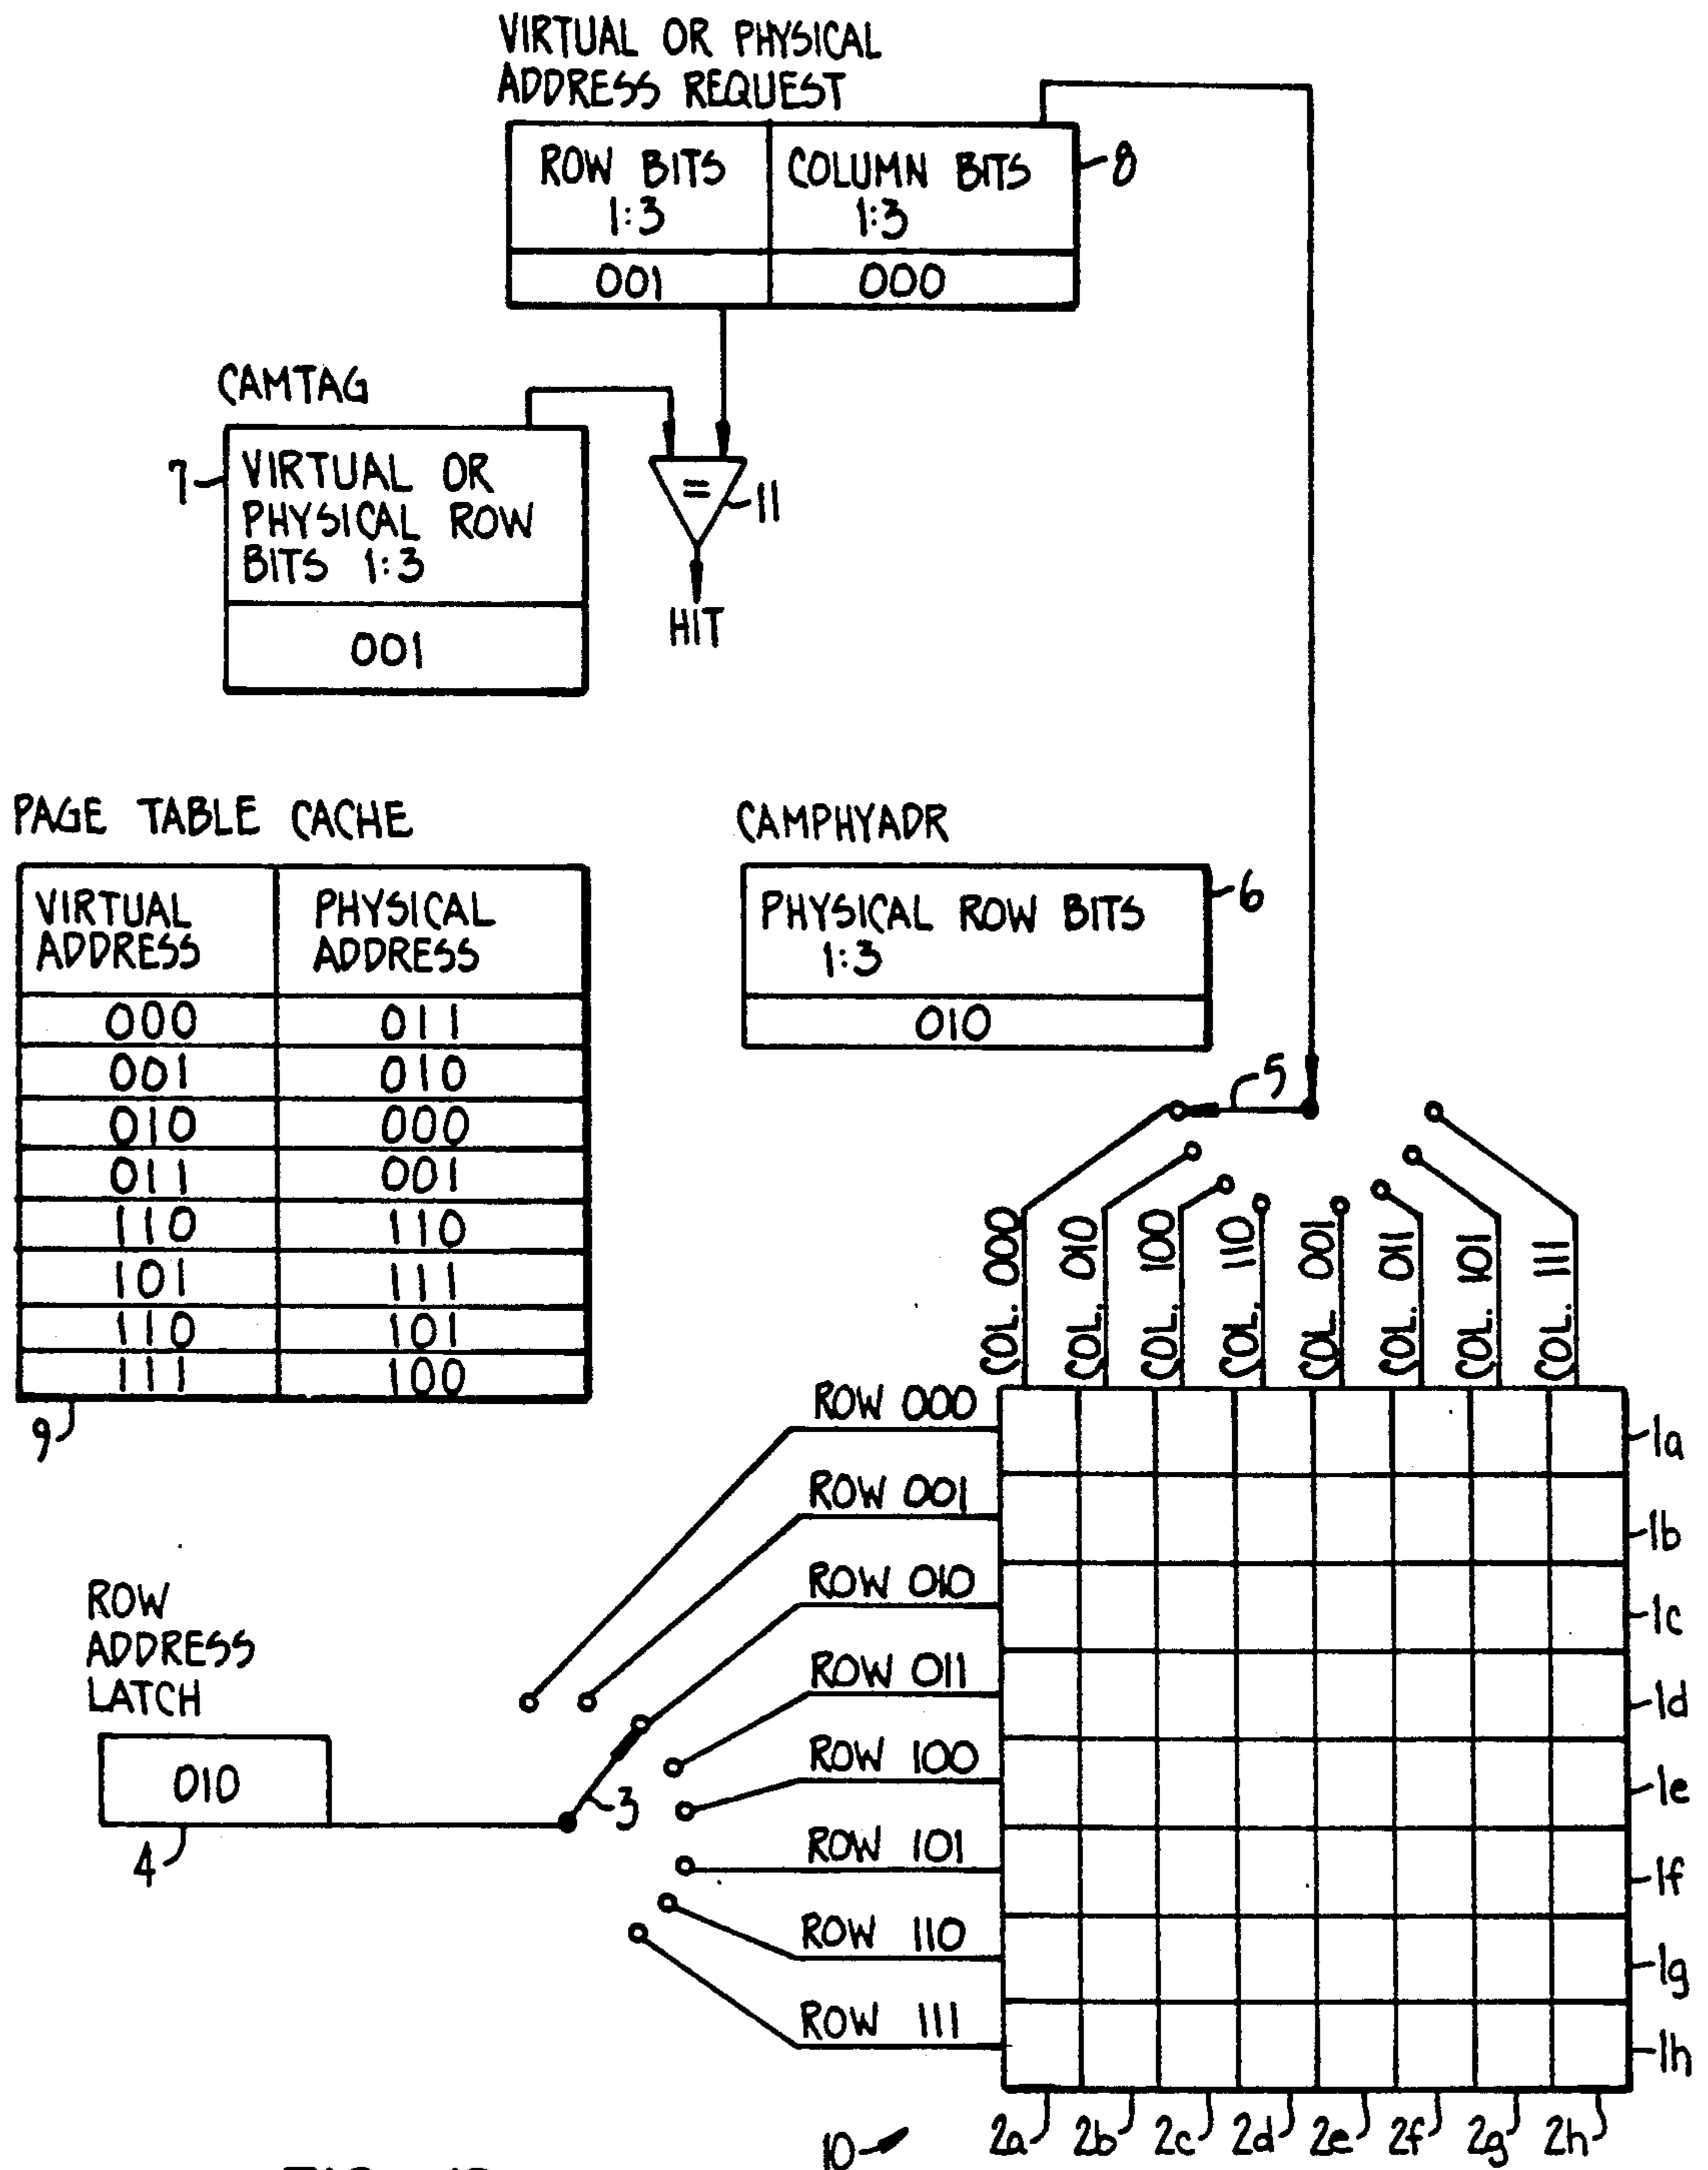 VIRTUAL OR PHYSICAL
ADDRESS REQUEST
ROW BITS
1:3
COLUMN BITS
1:3
8
001
000
CAMTAG
7
VIRTUAL OR
PHYSICAL ROW
BITS 1:3
001
=
11
HIT
PAGE TABLE CACHE
VIRTUAL
ADDRESS
PHYSICAL
ADDRESS
000 011
001 010
010 000
011 001
110 110
101 111
110 101
111 100
9
CAMPHYADR
PHYSICAL ROW BITS
1:3
6
010
5
COL. 000
COL. 010
COL. 100
COL. 110
COL. 001
COL. 011
COL. 101
COL. 111
ROW 000
ROW 001
ROW 010
ROW 011
ROW 100
ROW 101
ROW 110
ROW 111
1a
1b
1c
1d
1e
1f
1g
1h
ROW
ADDRESS
LATCH
010
4
3
10
2a 2b 2c 2d 2e 2f 2g 2h